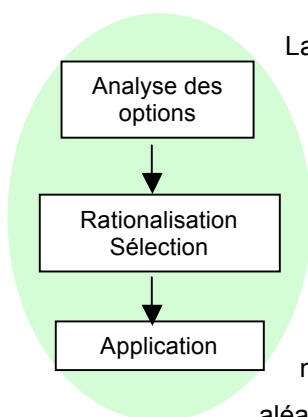 La
Analyse des
options
Rationalisation
Sélection
Application